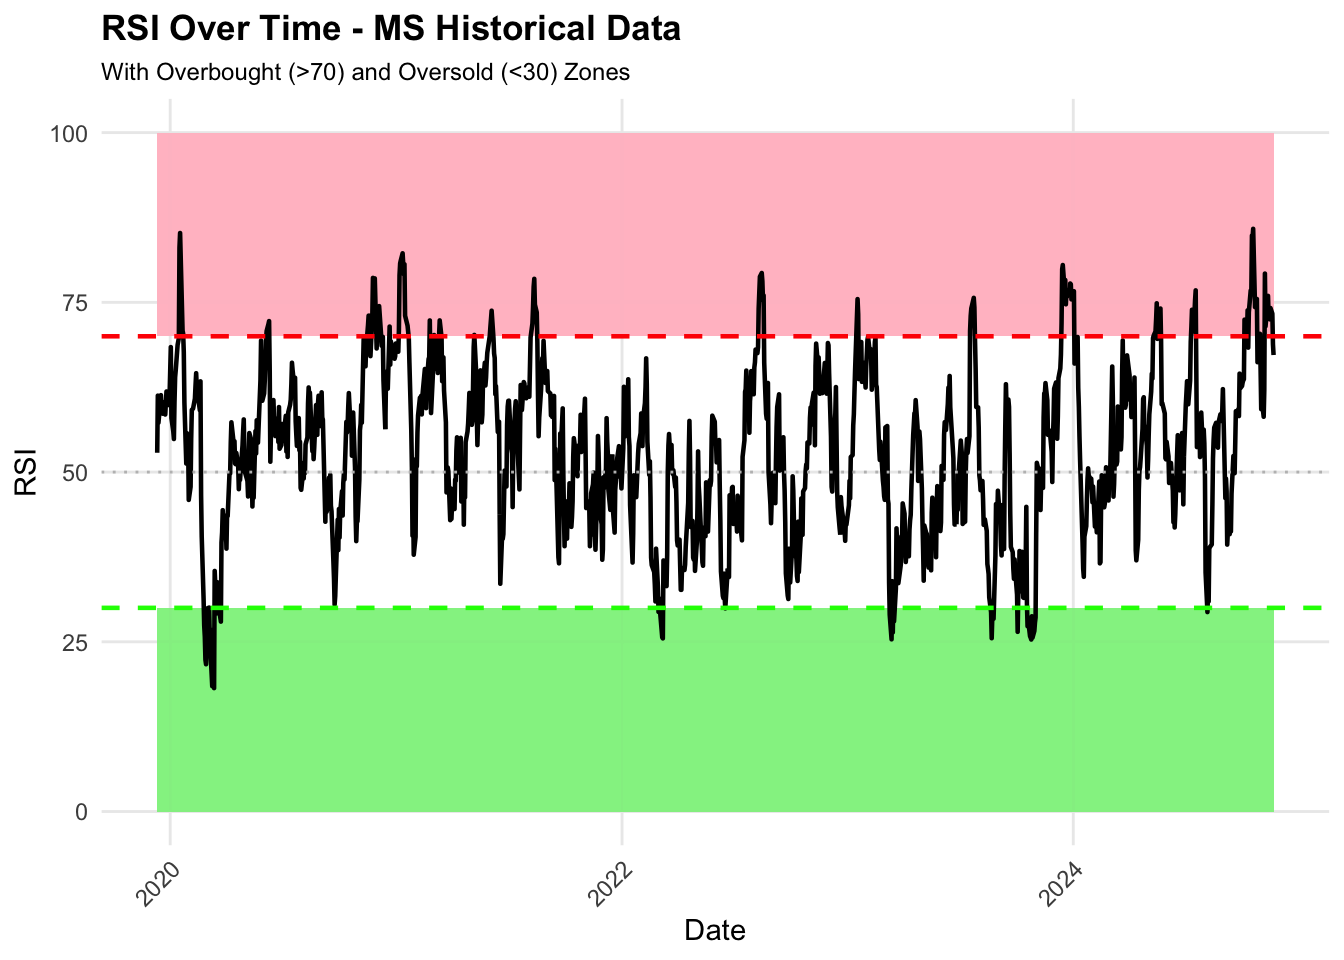 RSI Over Time - MS Historical Data
With Overbought (>70) and Oversold (<30) Zones
100
75
50
25
0
RSI
2020
2022
2024
Date